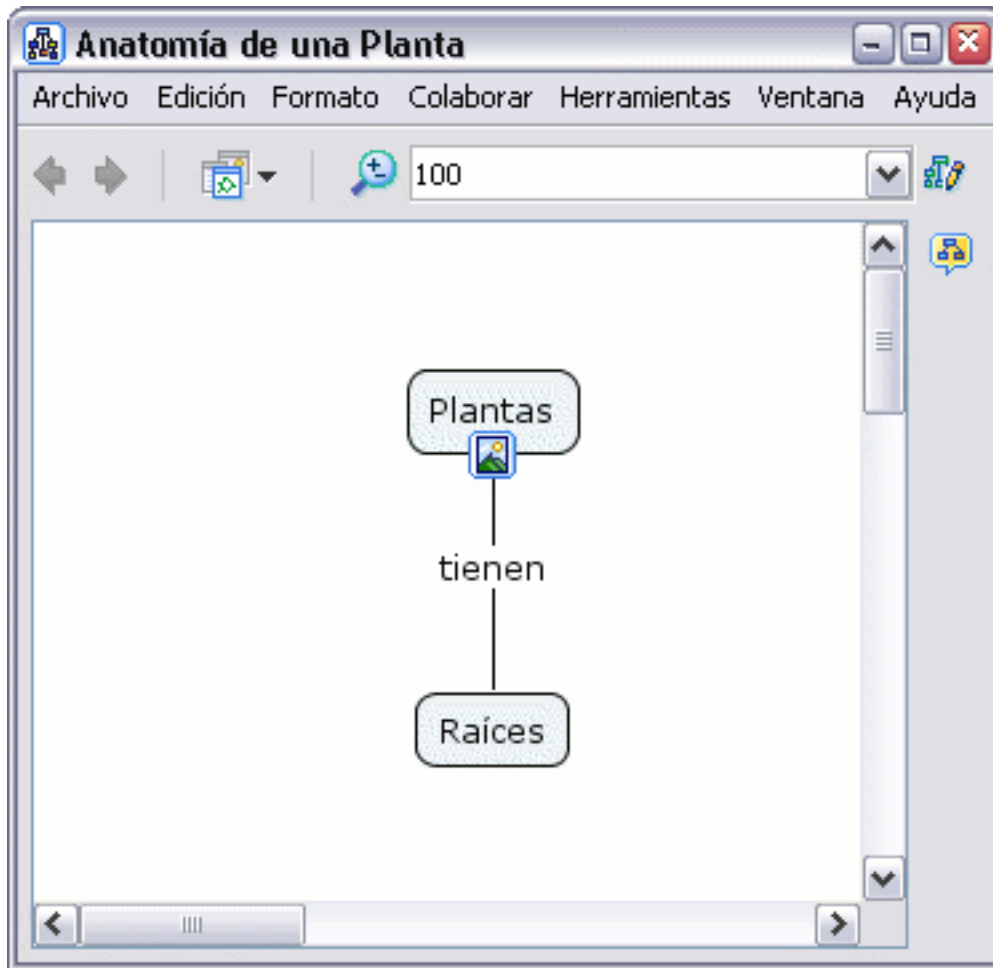 Anatomía de una Planta
Archivo Edición Formato Colaborar Herramientas Ventana Ayuda
100
Plantas
tienen
Raíces